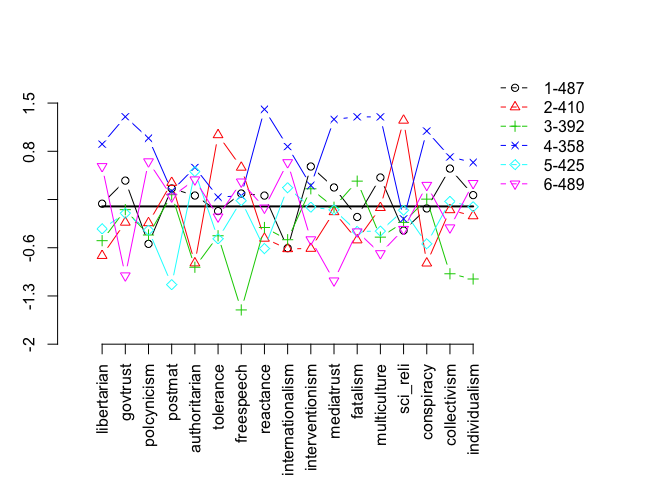 1.5
0.8
-0.6
-1.3
-2
libertarian
govtrust
polcynicism
postmat
authoritarian
tolerance
freespeech
reactance
internationalism
interventionism
mediatrust
fatalism
multiculture
sci_reli
conspiracy
collectivism
individualism
1-487
2-410
3-392
4-358
5-425
6-489